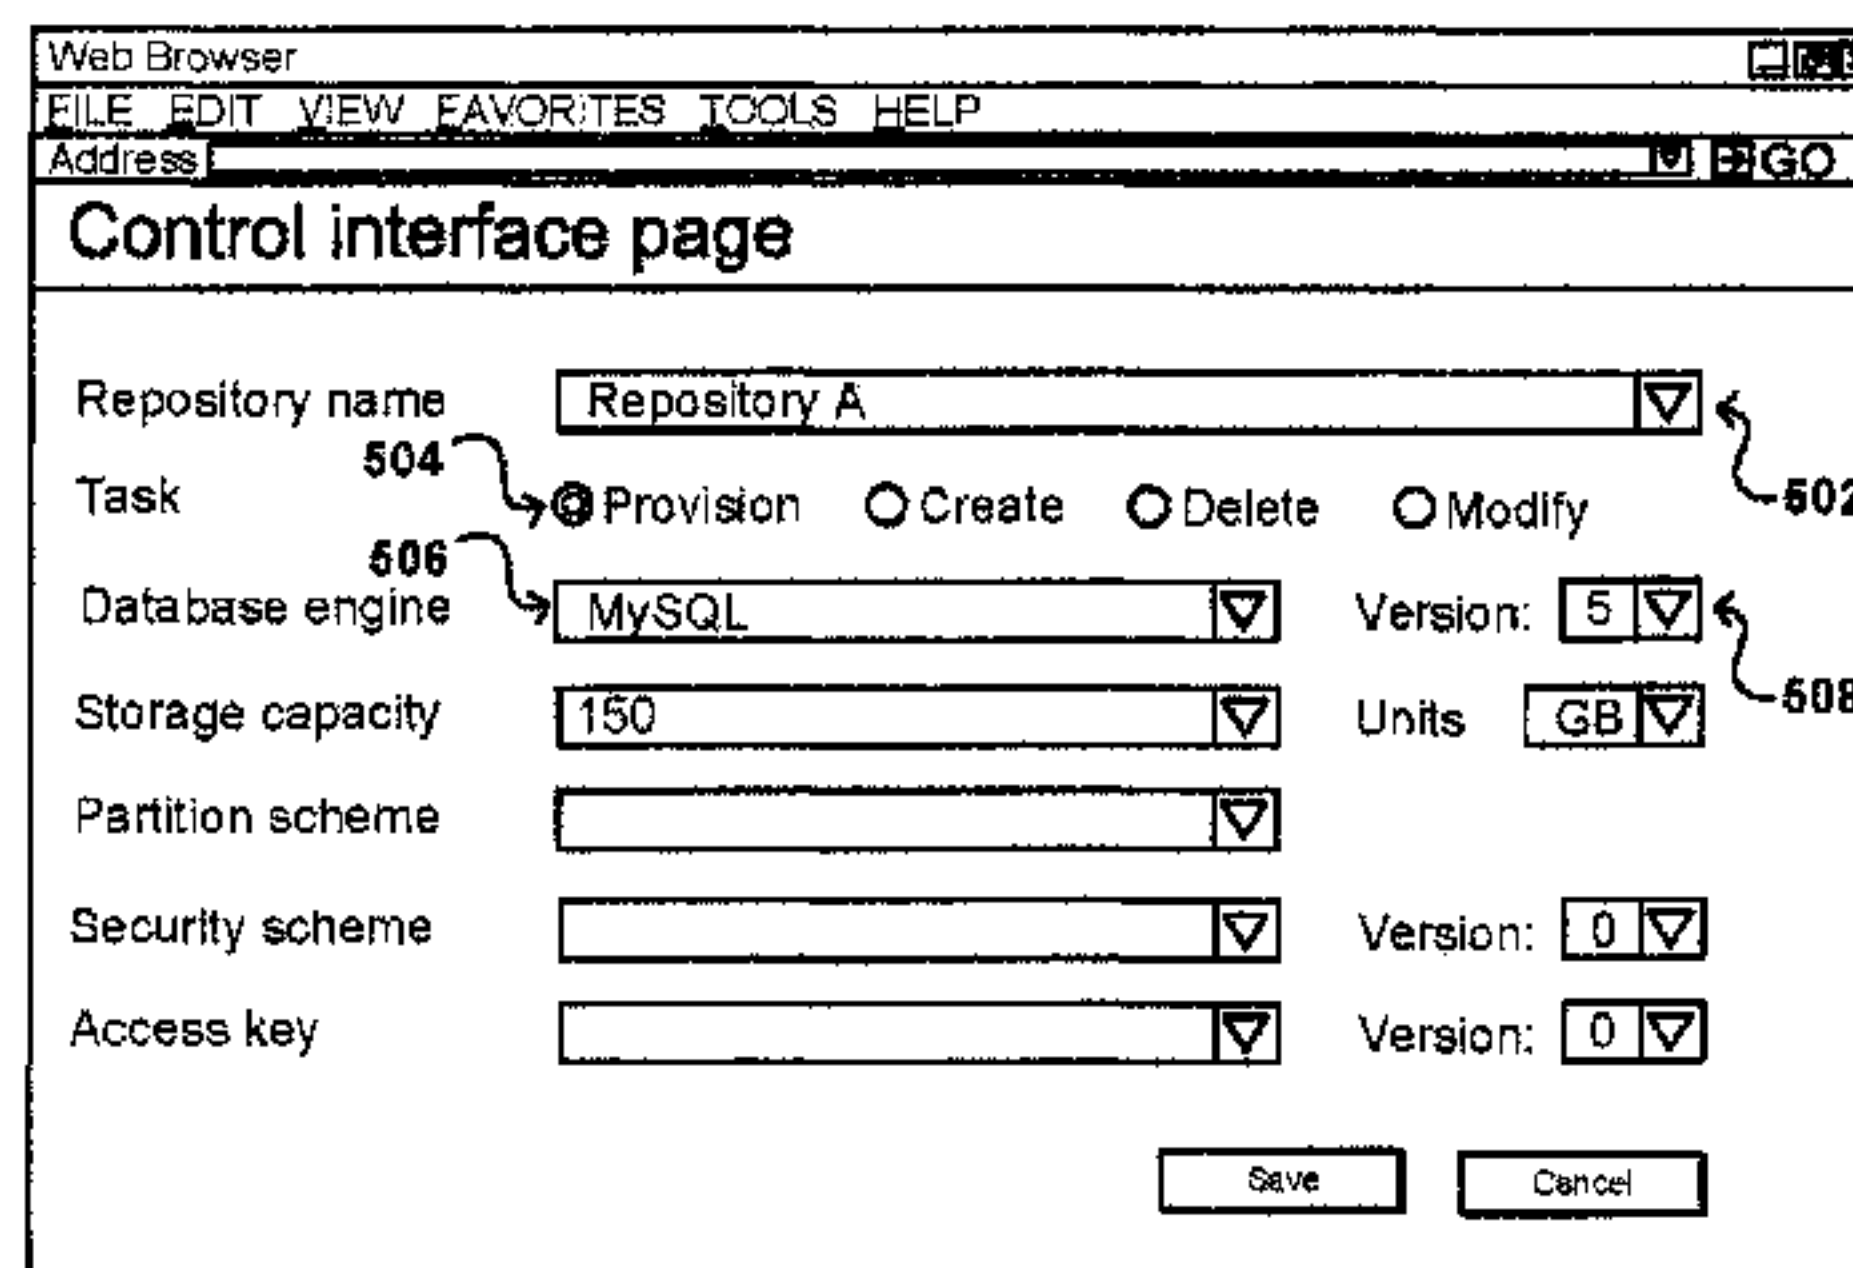 Web Browser
FILE EDIT VIEW FAVORITES TOOLS HELP
Address GO
Control interface page
Repository name Repository A
504
502
Task Provision Create Delete Modify
506
Database engine MySQL Version: 5
508
Storage capacity 150 Units GB
Partition scheme
Security scheme Version: 0
Access key Version: 0
Save Cancel